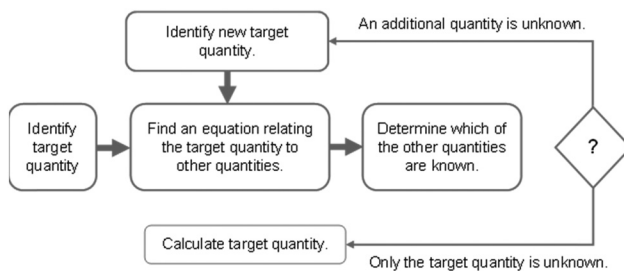 Identify new target
quantity.
An additional quantity is unknown.
Identify
target
quantity
Find an equation relating
the target quantity to
other quantities.
Determine which of
the other quantities
are known.
?
Calculate target quantity.
Only the target quantity is unknown.